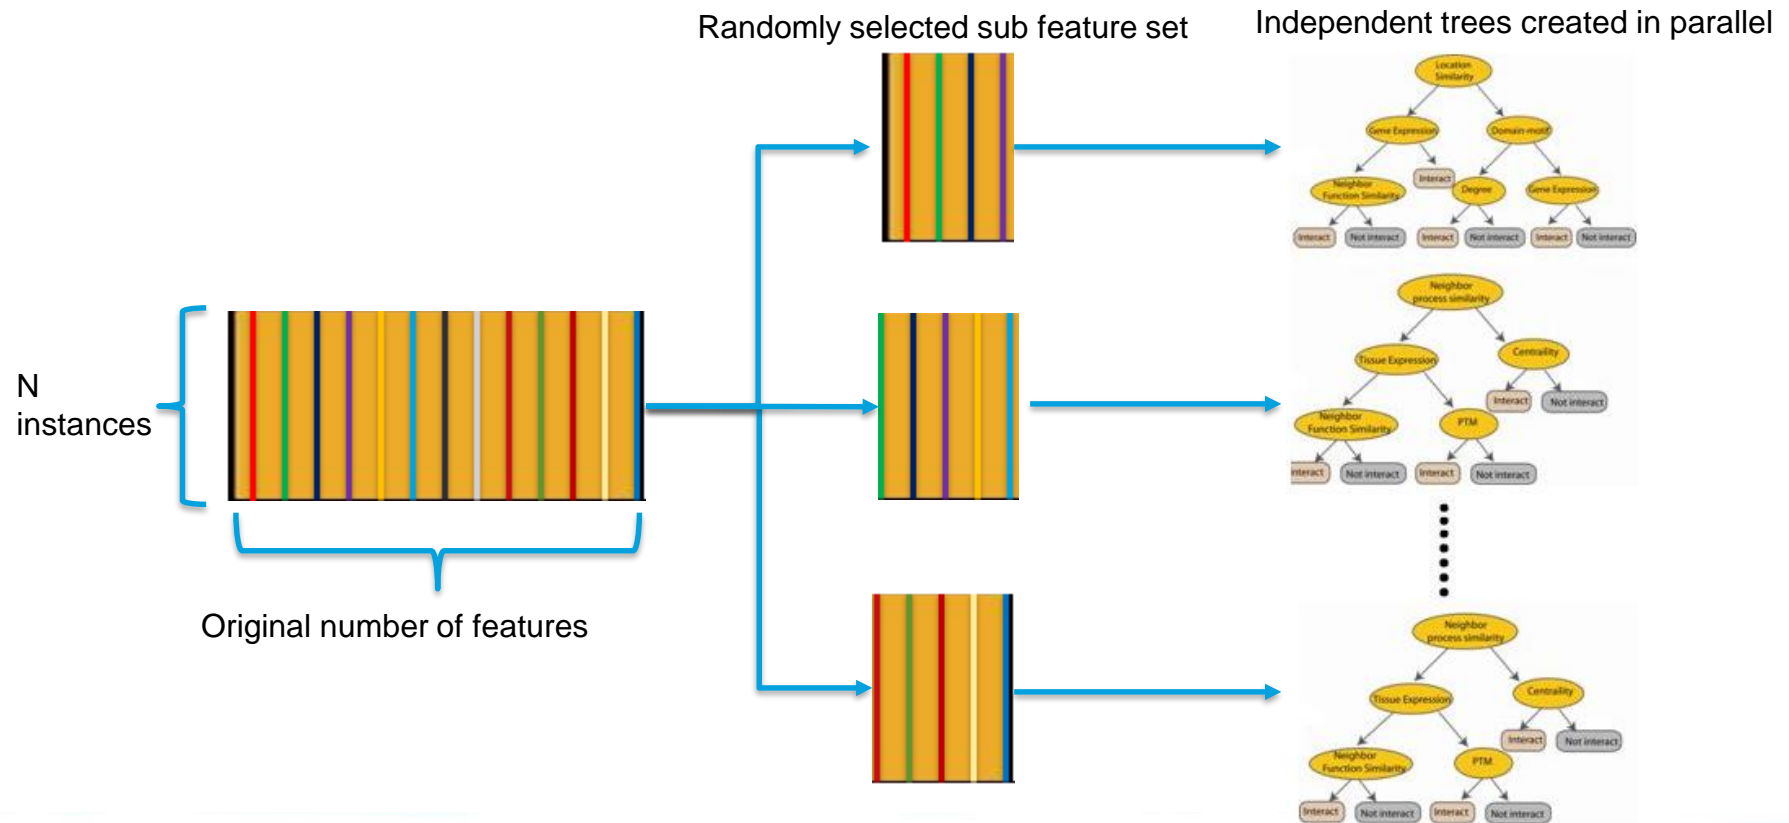 Randomly selected sub feature set
Independent trees created in parallel
Location
Similarity
Gene Expression
Domain-motif
Interact
Neighbor
Function Similarity
Degree
Gene Expression
Interact
Not interact
Interact
Not interact
Interact
Not interact
N
instances
Original number of features
Neighbor
process similarity
Tissue Expression
Centraility
Interact
Not interact
Neighbor
Function Similarity
PTM
interact
Not interact
Interact
Not interact
Neighbor
process similarity
Tissue Expression
Centraility
Interact
Not interact
Neighbor
Function Similarity
PTM
Interact
Not interact
Interact
Not interact